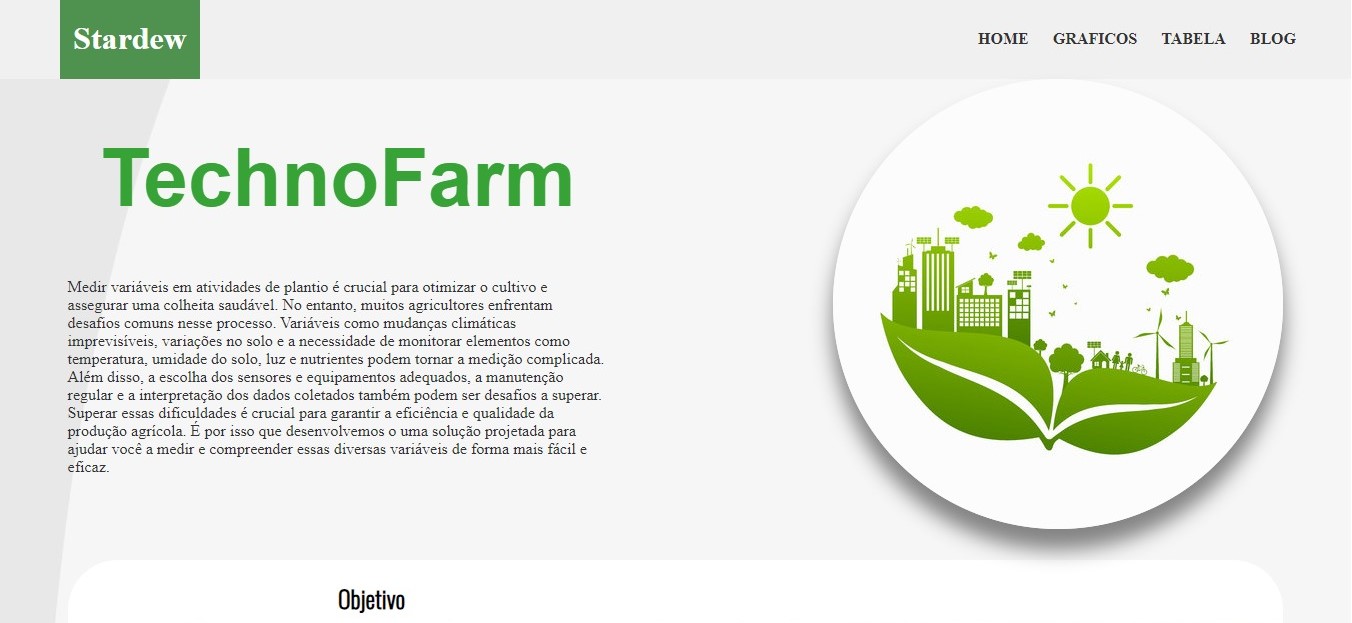 Stardew
HOME GRAFICOS TABELA BLOG
TechnoFarm
Medir variáveis em atividades de plantio é crucial para otimizar o cultivo e
assegurar uma colheita saudável. No entanto, muitos agricultores enfrentam
desafios comuns nesse processo. Variáveis como mudanças climáticas
imprevisíveis, variações no solo e a necessidade de monitorar elementos como
temperatura, umidade do solo, luz e nutrientes podem tornar a medição complicada.
Além disso, a escolha dos sensores e equipamentos adequados, a manutenção
regular e a interpretação dos dados coletados também podem ser desafios a superar.
Superar essas dificuldades é crucial para garantir a eficiência e qualidade da
produção agrícola. É por isso que desenvolvemos o uma solução projetada para
ajudar você a medir e compreender essas diversas variáveis de forma mais fácil e
eficaz.
Objetivo